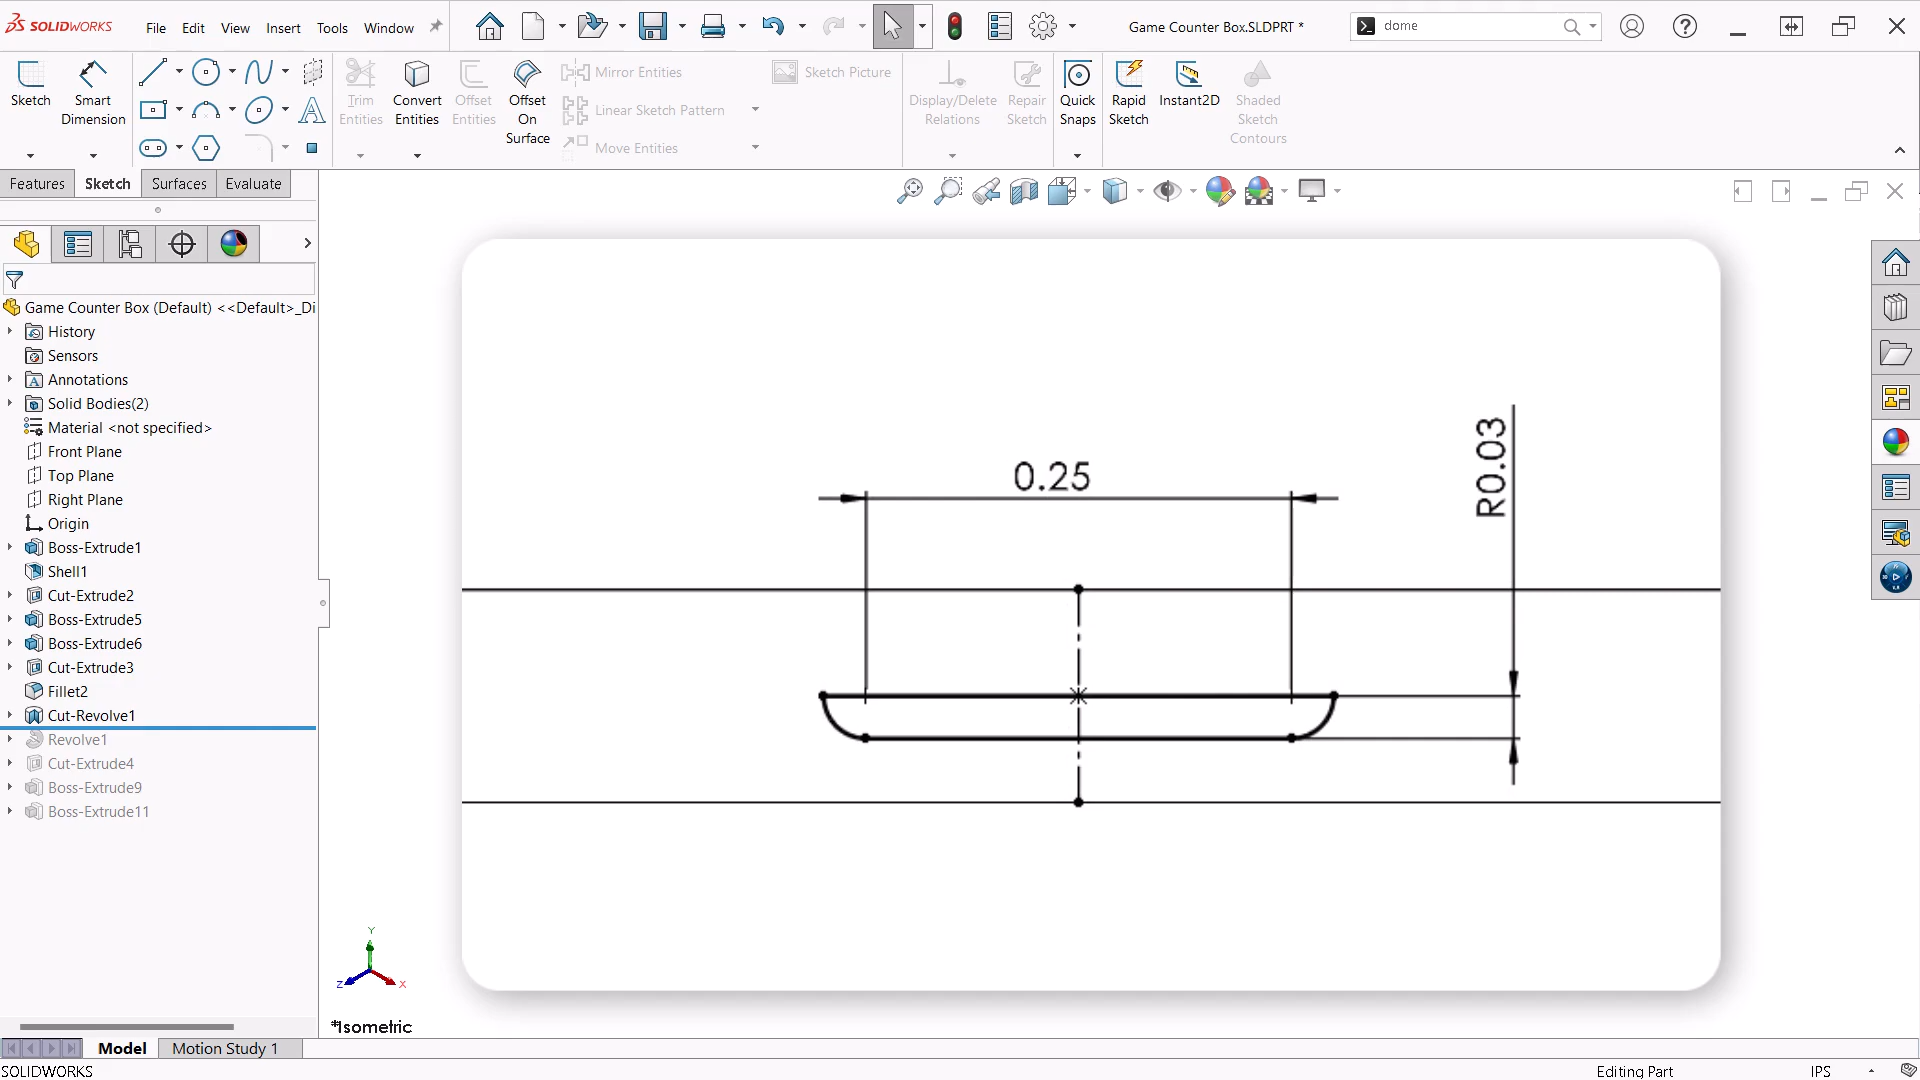 SOLIDWORKS
File Edit View Insert Tools Window
Game Counter Box.SLDPRT *
dome
Sketch
Smart Dimension
Trim Entities
Convert Entities
Offset Entities
Offset On Surface
Mirror Entities
Linear Sketch Pattern
Move Entities
Sketch Picture
Display/Delete Relations
Repair Sketch
Quick Snaps
Rapid Sketch
Instant2D
Shaded Sketch Contours
Features Sketch Surfaces Evaluate
Game Counter Box (Default) <<Default>_Di
History
Sensors
Annotations
Solid Bodies(2)
Material <not specified>
Front Plane
Top Plane
Right Plane
Origin
Boss-Extrude1
Shell1
Cut-Extrude2
Boss-Extrude5
Boss-Extrude6
Cut-Extrude3
Fillet2
Cut-Revolve1
Revolve1
Cut-Extrude4
Boss-Extrude9
Boss-Extrude11
0.25
R0.03
Y
Z
X
*Isometric
Model Motion Study 1
SOLIDWORKS
Editing Part
IPS